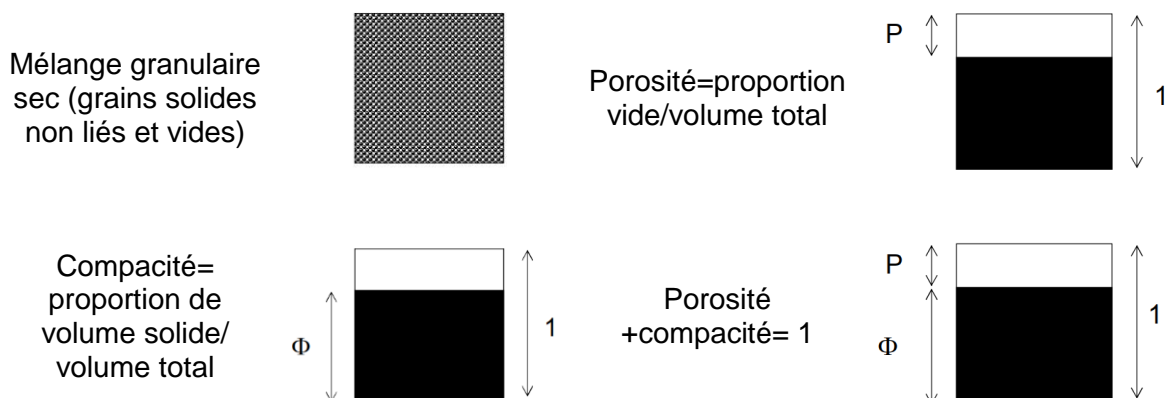 Mélange granulaire
sec (grains solides
non liés et vides)
Porosité=proportion
vide/volume total
P
1
Compacité=
proportion de
volume solide/
volume total
Φ
1
Porosité
+compacité= 1
P
Φ
1